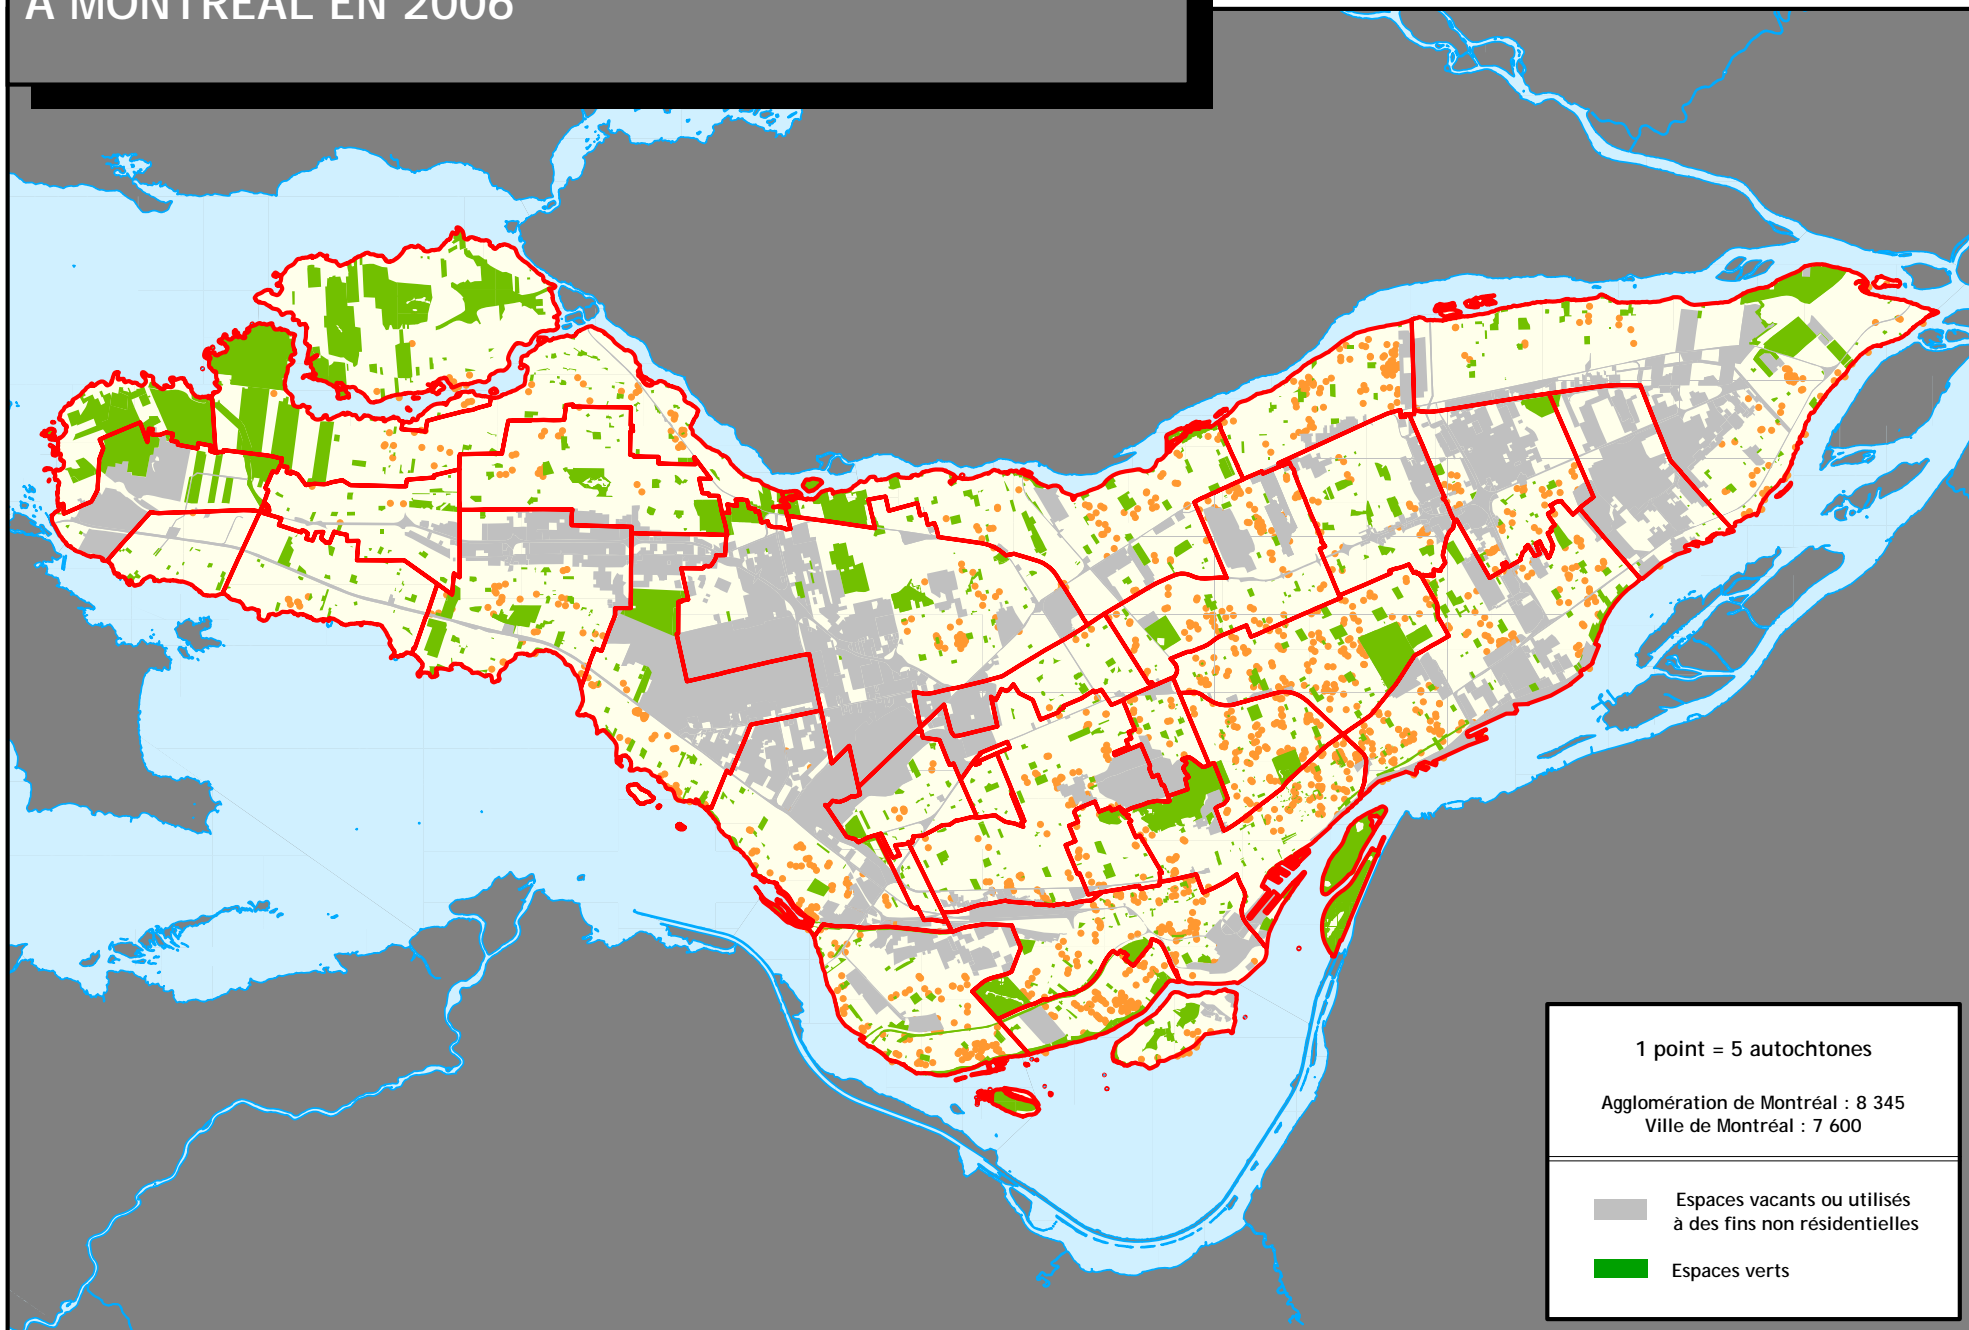 À MONTRÉAL EN 2006
1 point = 5 autochtones
Agglomération de Montréal : 8 345
Ville de Montréal : 7 600
Espaces vacants ou utilisés
à des fins non résidentielles
Espaces verts